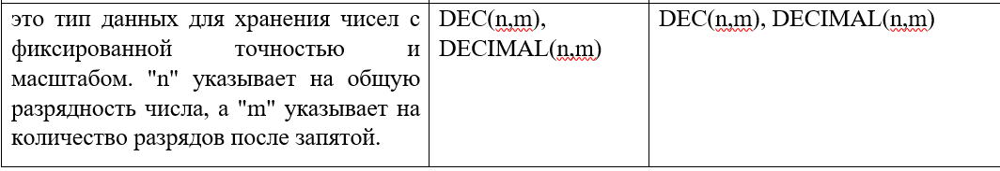 это тип данных для хранения чисел с
фиксированной точностью и
масштабом. "n" указывает на общую
разрядность числа, а "m" указывает на
количество разрядов после запятой.
DEC(n,m),
DECIMAL(n,m)
DEC(n,m), DECIMAL(n,m)